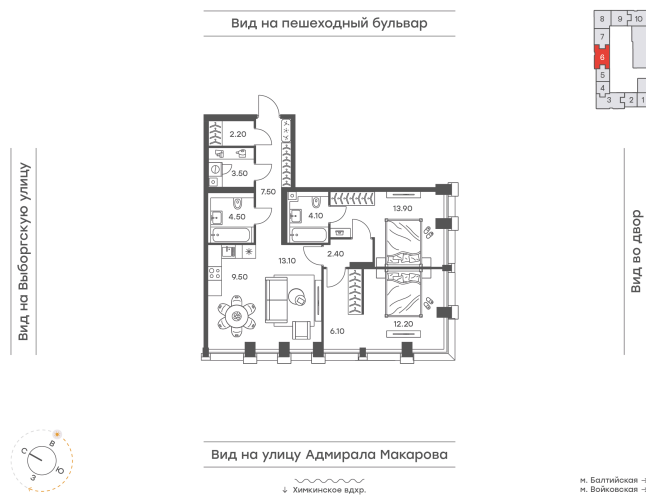 Вид на пешеходный бульвар
8 9 10
7
6
5
4
3 2 1
Вид на Выборгскую улицу
2.20
3.50
7.50
4.50
4.10
13.90
13.10
2.40
9.50
6.10
12.20
Вид во двор
Вид на улицу Адмирала Макарова
↓ Химкинское вдхр.
С
В
Ю
З
м. Балтийская
м. Войковская